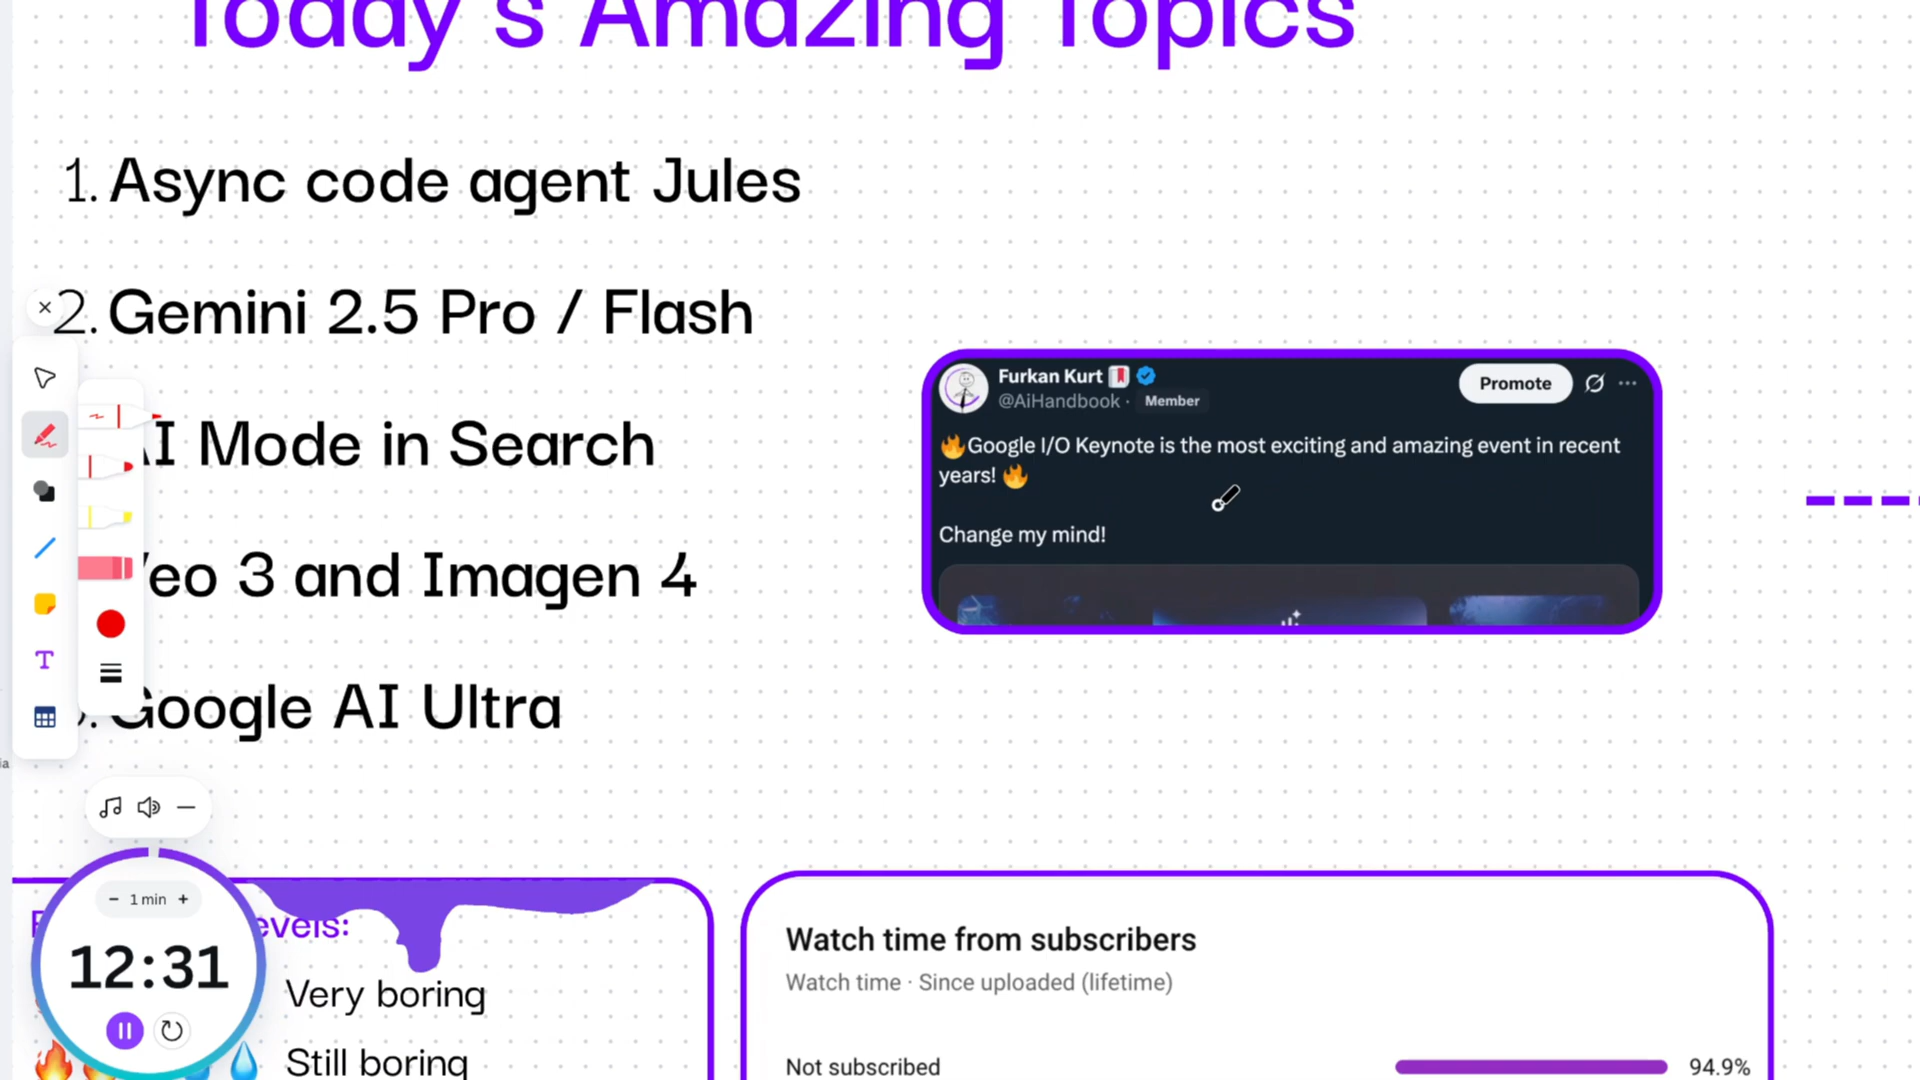 Today's Amazing Topics
1. Async code agent Jules
2. Gemini 2.5 Pro / Flash
AI Mode in Search
Veo 3 and Imagen 4
Google AI Ultra
Furkan Kurt
@AiHandbook · Member
Promote
🔥Google I/O Keynote is the most exciting and amazing event in recent
years! 🔥
Change my mind!
T
ia
− 1 min +
12:31
evels:
Very boring
Still boring
Watch time from subscribers
Watch time · Since uploaded (lifetime)
Not subscribed 94.9%